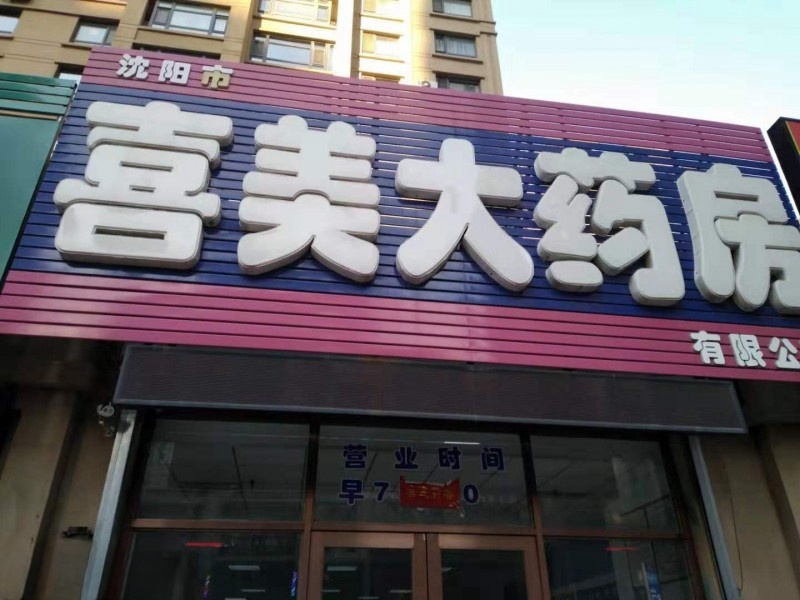 沈阳市
喜美大药房
有限公
营业时间
早7 0